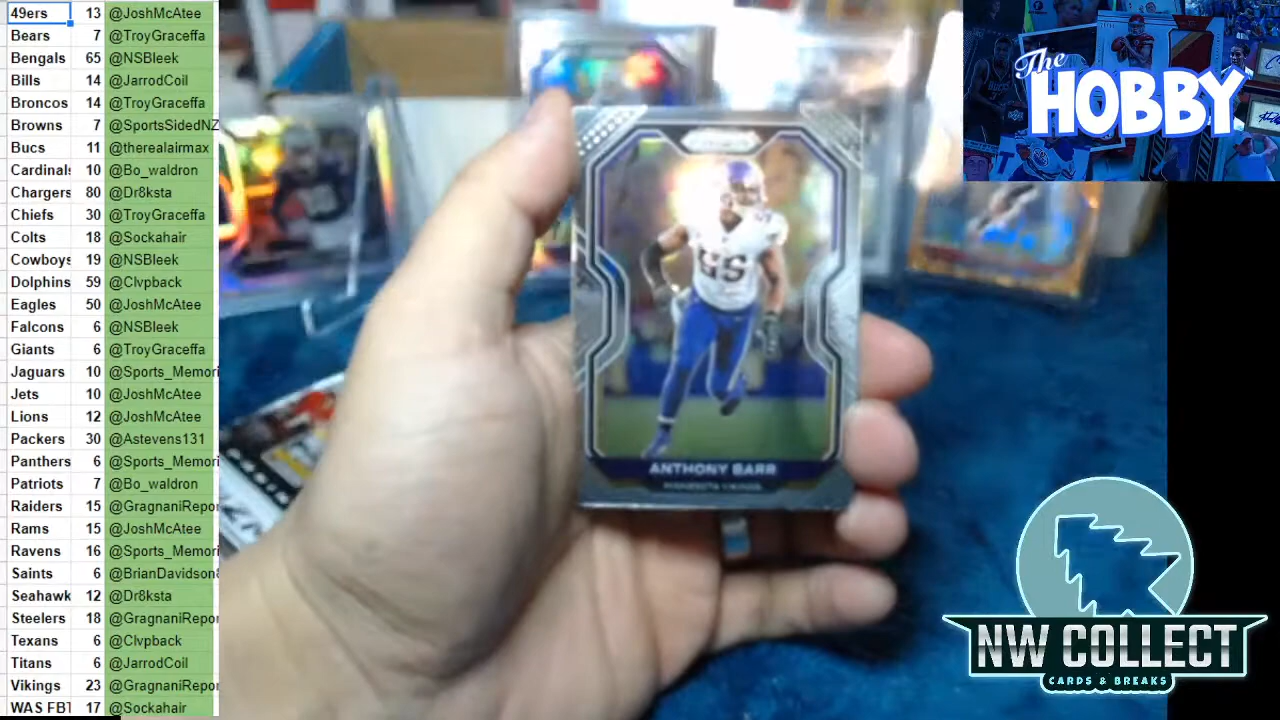 49ers 13 @JoshMcAtee
Bears 7 @TroyGraceffa
Bengals 65 @NSBleek
Bills 14 @JarrodCoil
Broncos 14 @TroyGraceffa
Browns 7 @SportsSidedNZ
Bucs 11 @therealairmax
Cardinals 10 @Bo_waldron
Chargers 80 @Dr8ksta
Chiefs 30 @TroyGraceffa
Colts 18 @Sockahair
Cowboys 19 @NSBleek
Dolphins 59 @Clvpback
Eagles 50 @JoshMcAtee
Falcons 6 @NSBleek
Giants 6 @TroyGraceffa
Jaguars 10 @Sports_Memori
Jets 10 @JoshMcAtee
Lions 12 @JoshMcAtee
Packers 30 @Astevens131
Panthers 6 @Sports_Memori
Patriots 7 @Bo_waldron
Raiders 15 @GragnaniRepor
Rams 15 @JoshMcAtee
Ravens 16 @Sports_Memori
Saints 6 @BrianDavidson
Seahawk 12 @Dr8ksta
Steelers 18 @GragnaniRepor
Texans 6 @Clvpback
Titans 6 @JarrodCoil
Vikings 23 @GragnaniRepor
WAS FBT 17 @Sockahair
PRIZM
55
ANTHONY BARR
MINNESOTA VIKINGS
The
HOBBY
NW COLLECT
CARDS & BREAKS